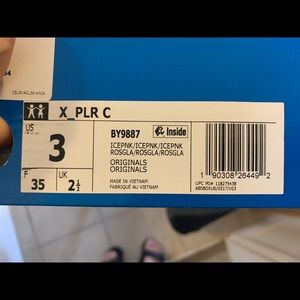 X_PLR C
US
3
F
35
UK
2½
BY9887
Inside
ICEPNK/ICEPNK/ICEPNK
ROSGLA/ROSGLA/ROSGLA
ORIGINALS
ORIGINALS
MADE IN VIETNAM
FABRIQUÉ AU VIETNAM
1 90308 26449 2